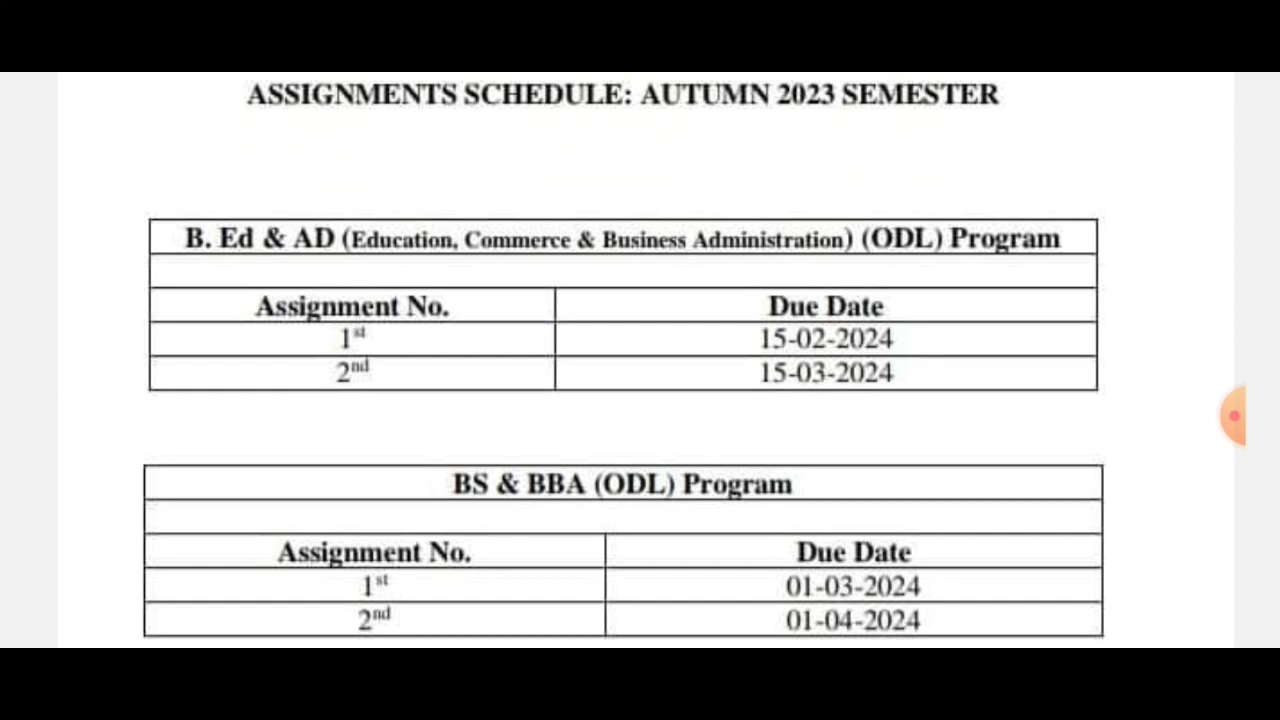 ASSIGNMENTS SCHEDULE: AUTUMN 2023 SEMESTER
B. Ed & AD (Education, Commerce & Business Administration) (ODL) Program
Assignment No. Due Date
1st 15-02-2024
2nd 15-03-2024
BS & BBA (ODL) Program
Assignment No. Due Date
1st 01-03-2024
2nd 01-04-2024